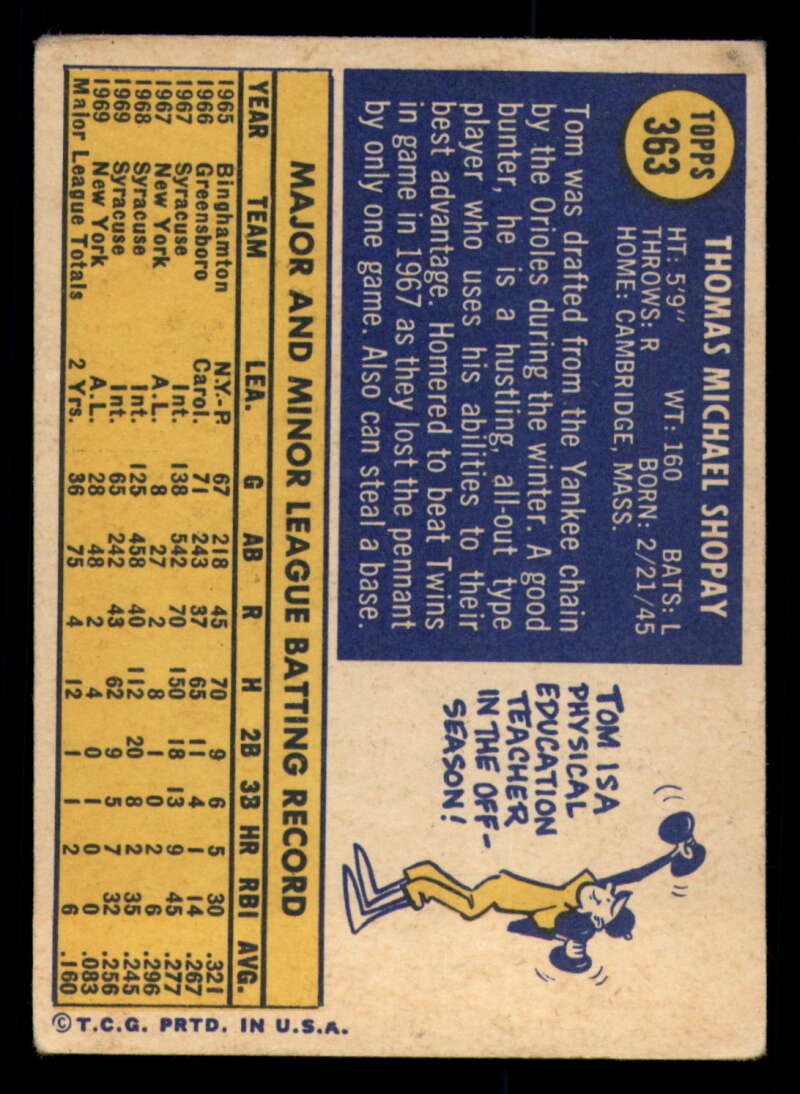 TOPPS
363
THOMAS MICHAEL SHOPAY
HT: 5'9" WT: 160 BATS: L
THROWS: R BORN: 2/21/45
HOME: CAMBRIDGE, MASS.
Tom was drafted from the Yankee chain
by the Orioles during the winter. A good
bunter, he is a hustling, all-out type
player who uses his abilities to their
best advantage. Homered to beat Twins
in game in 1967 as they lost the pennant
by only one game. Also can steal a base.
TOM IS A
PHYSICAL
EDUCATION
TEACHER
IN THE OFF-
SEASON!
MAJOR AND MINOR LEAGUE BATTING RECORD
YEAR TEAM LEA. G AB R H 2B 3B HR RBI AVG.
1965 Binghamton N.Y.-P. 67 218 45 70 9 6 5 30 .321
1966 Greensboro Carol. 71 243 37 65 11 4 1 14 .267
1967 Syracuse Int. 138 542 70 150 18 13 9 45 .277
1967 New York A.L. 8 27 2 8 1 0 2 6 .296
1968 Syracuse Int. 125 458 40 112 20 8 2 35 .245
1969 Syracuse Int. 65 242 43 62 9 5 7 32 .256
1969 New York A.L. 28 48 2 4 0 1 0 0 .083
Major League Totals 2 Yrs. 36 75 4 12 1 1 2 6 .160
©T.C.G. PRTD. IN U.S.A.